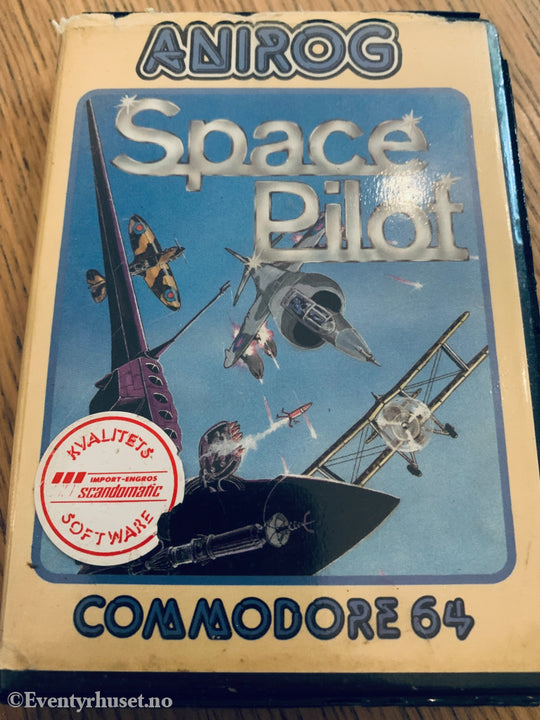 ANIROG
Space
Pilot
KVALITETS
IMPORT-ENGROS
scandomatic
SOFTWARE
COMMODORE 64
©Eventyrhuset.no